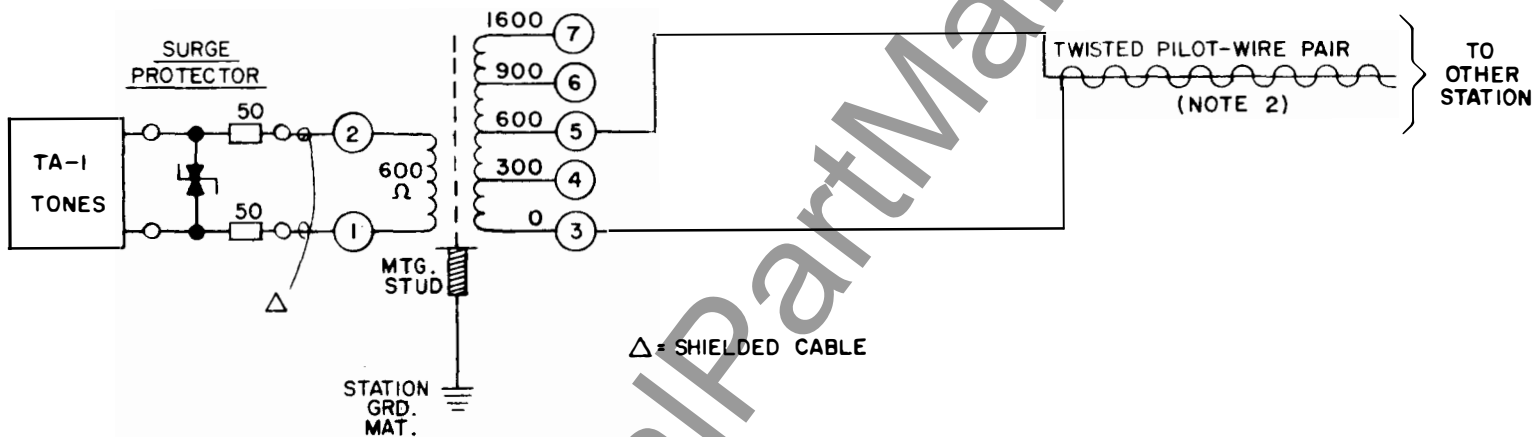 SURGE
PROTECTOR
TA-1
TONES
50
50
2
1
600
Ω
1600 7
900 6
600 5
300 4
0 3
MTG.
STUD
STATION
GRD.
MAT.
Δ
Δ = SHIELDED CABLE
TWISTED PILOT-WIRE PAIR
(NOTE 2)
TO
OTHER
STATION